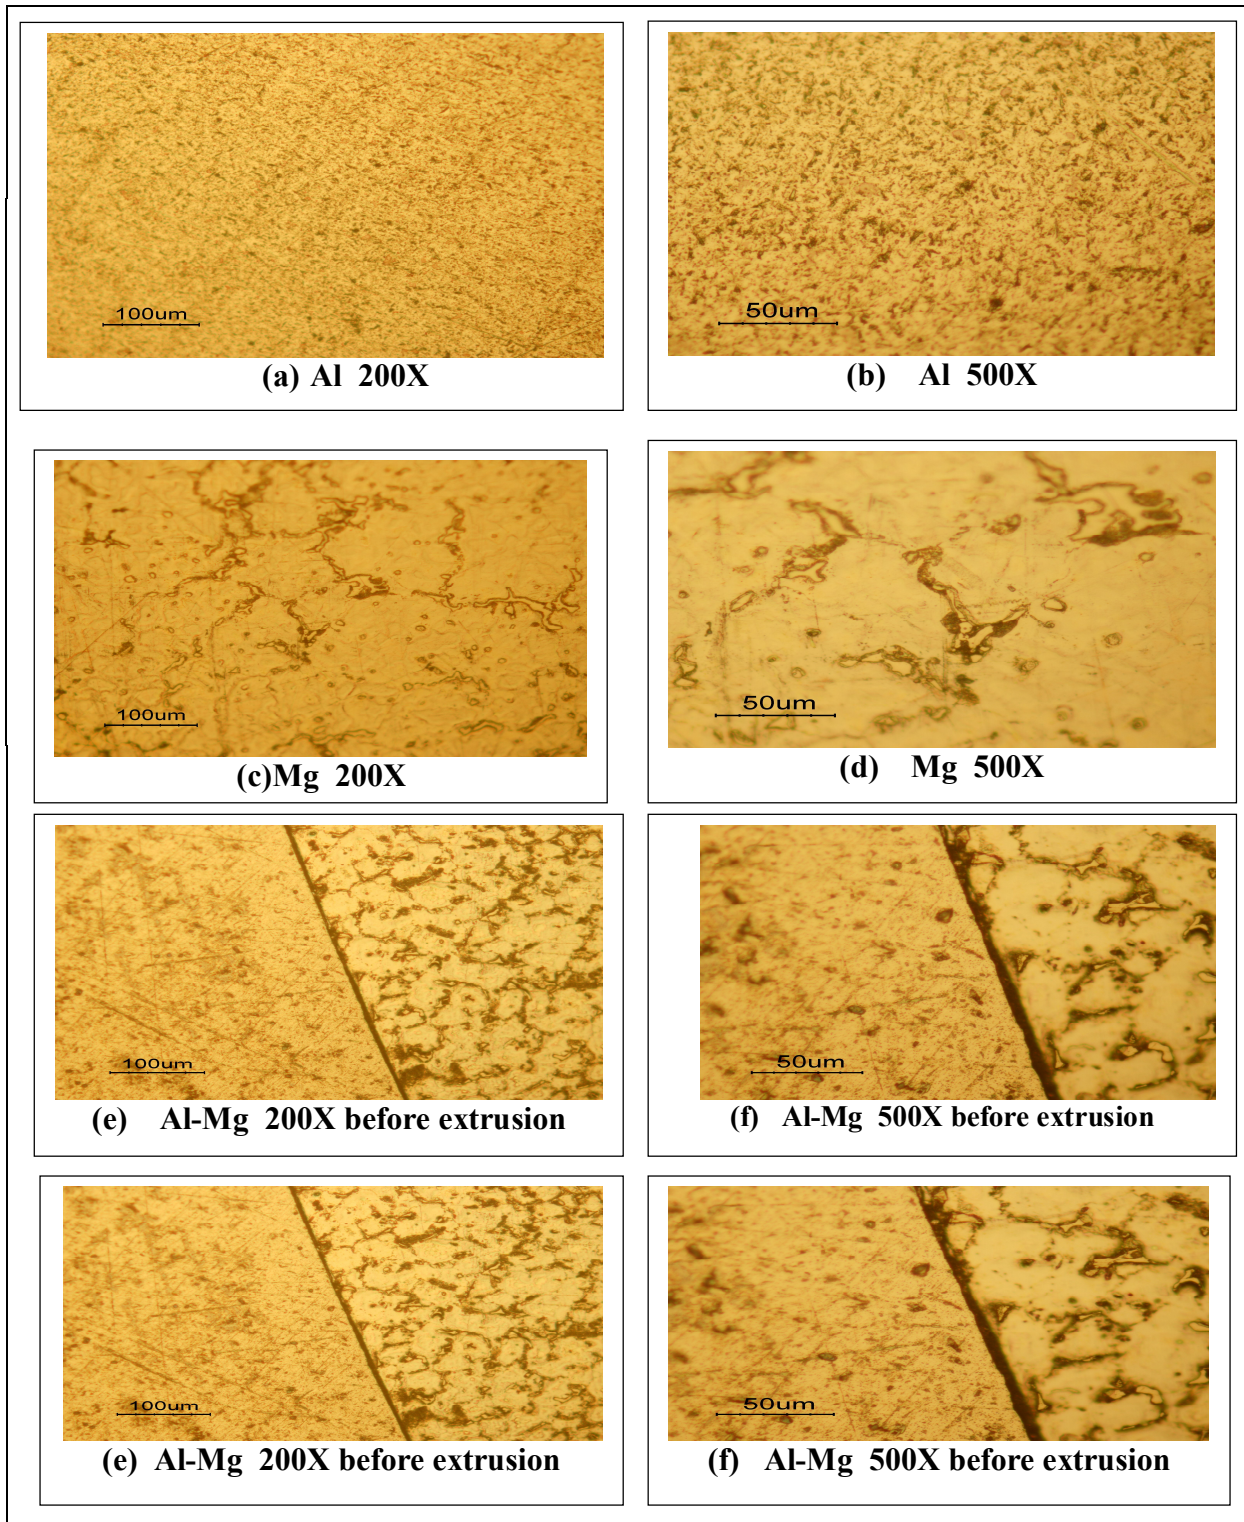 100um
50um
(a) Al 200X
(b) Al 500X
100um
50um
(c)Mg 200X
(d) Mg 500X
100um
50um
(e) Al-Mg 200X before extrusion
(f) Al-Mg 500X before extrusion
100um
50um
(e) Al-Mg 200X before extrusion
(f) Al-Mg 500X before extrusion